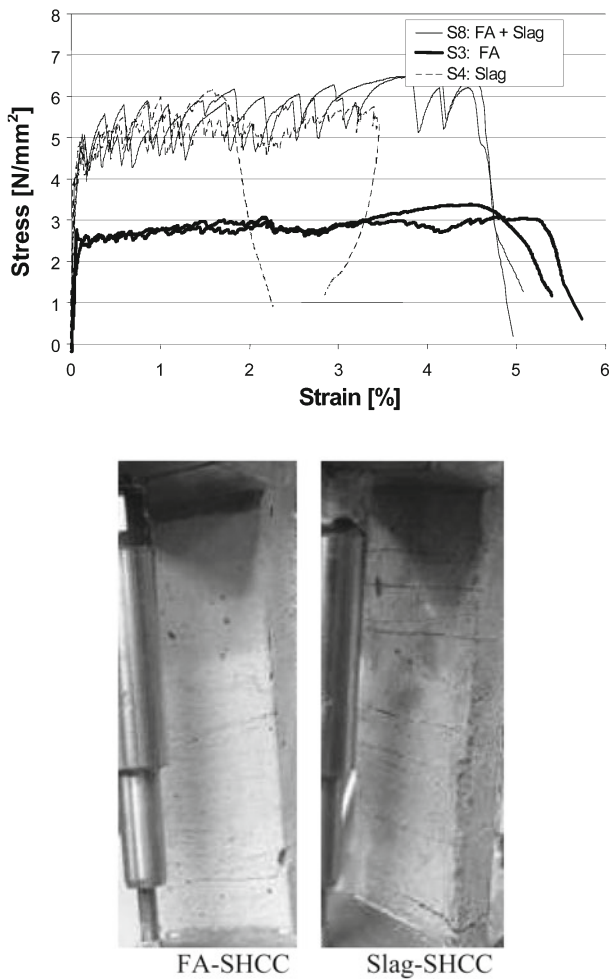 8
7
6
5
4
3
2
1
0
Stress [N/mm²]
S8: FA + Slag
S3: FA
S4: Slag
0 1 2 3 4 5 6
Strain [%]
FA-SHCC Slag-SHCC